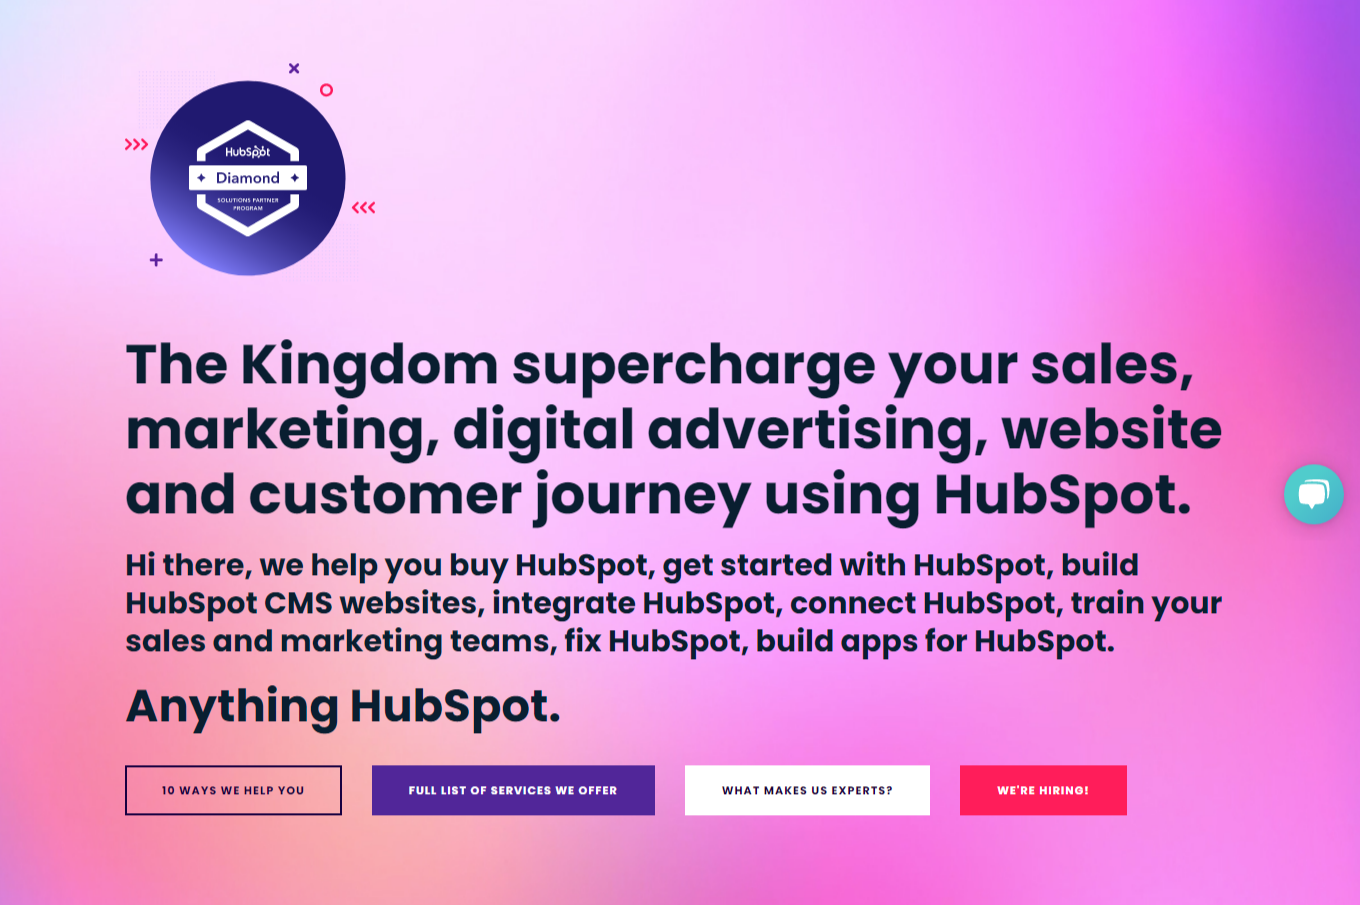 HubSpot
Diamond
SOLUTIONS PARTNER
PROGRAM
The Kingdom supercharge your sales,
marketing, digital advertising, website
and customer journey using HubSpot.
Hi there, we help you buy HubSpot, get started with HubSpot, build
HubSpot CMS websites, integrate HubSpot, connect HubSpot, train your
sales and marketing teams, fix HubSpot, build apps for HubSpot.
Anything HubSpot.
10 WAYS WE HELP YOU
FULL LIST OF SERVICES WE OFFER
WHAT MAKES US EXPERTS?
WE'RE HIRING!